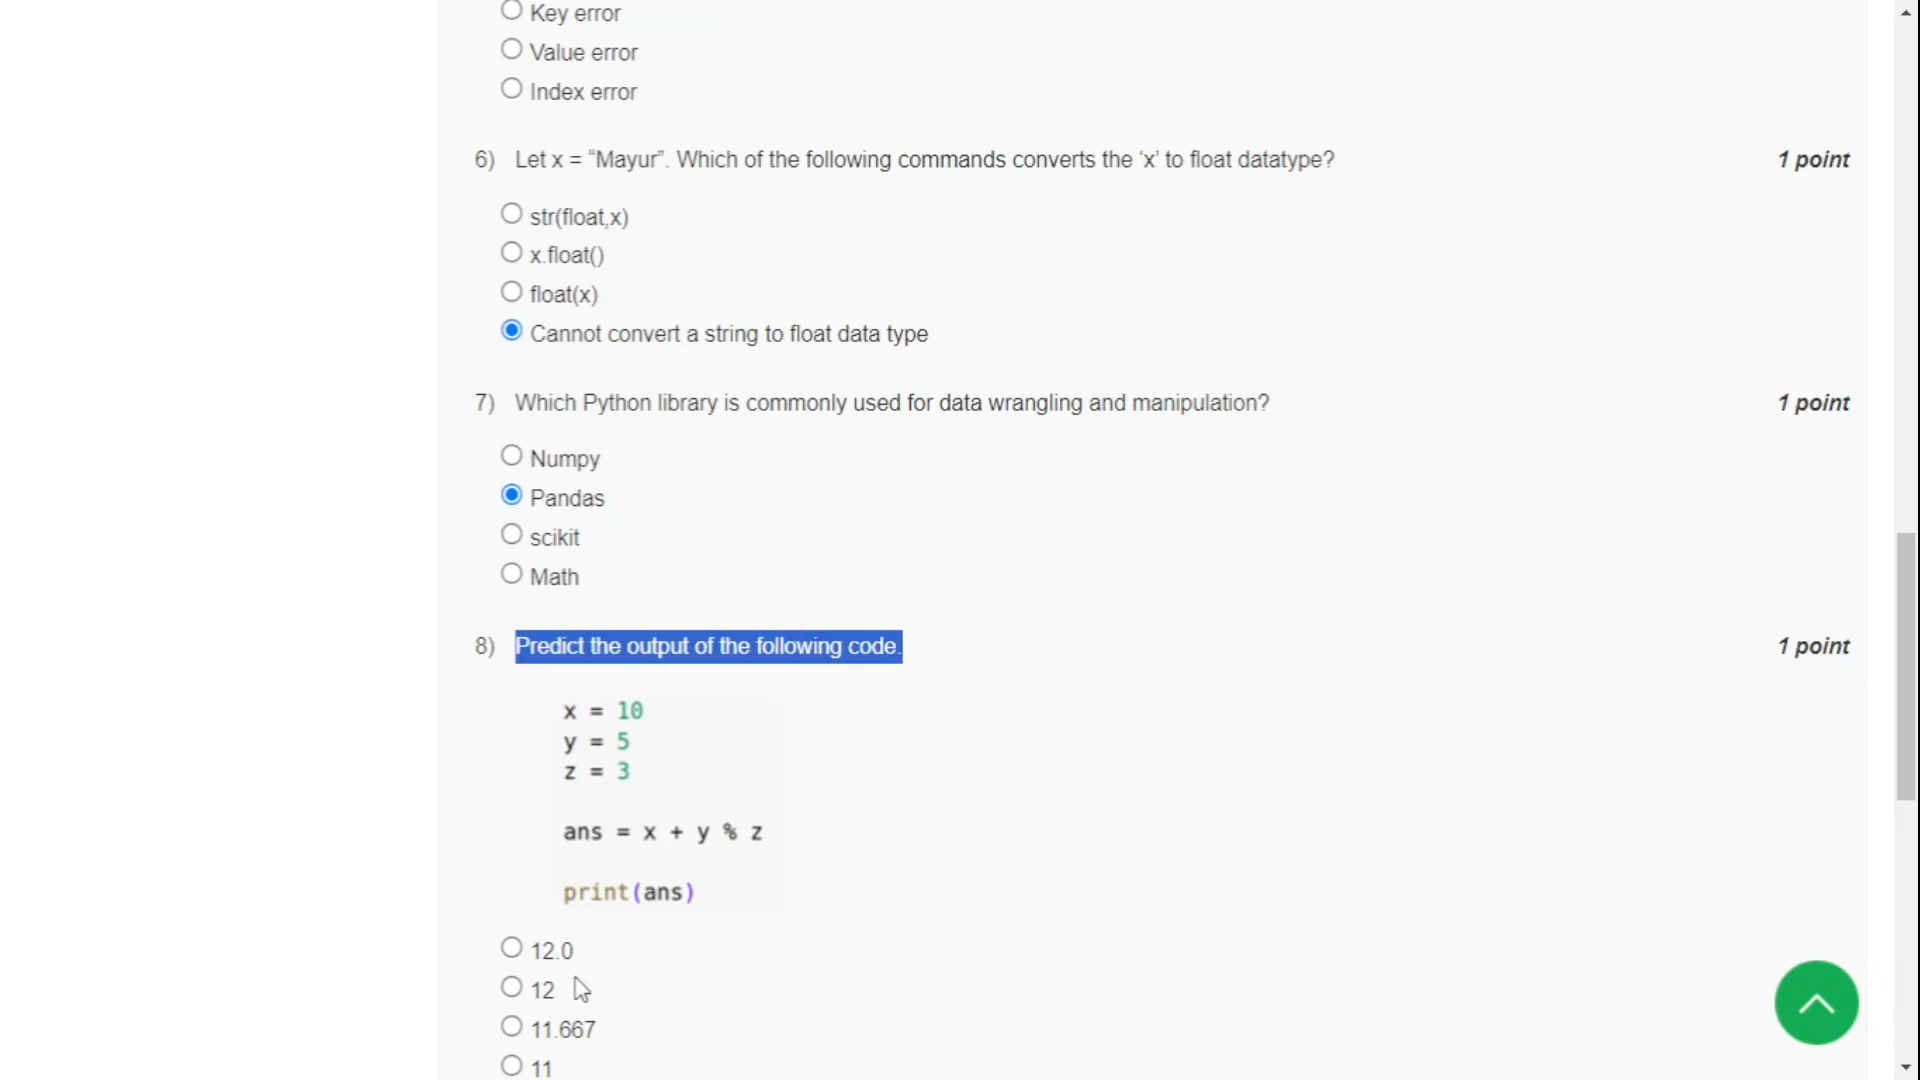 Key error
Value error
Index error
6) Let x = “Mayur”. Which of the following commands converts the ‘x’ to float datatype? 1 point
str(float,x)
x.float()
float(x)
Cannot convert a string to float data type
7) Which Python library is commonly used for data wrangling and manipulation? 1 point
Numpy
Pandas
scikit
Math
8) Predict the output of the following code. 1 point
x = 10
y = 5
z = 3
ans = x + y % z
print(ans)
12.0
12
11.667
11